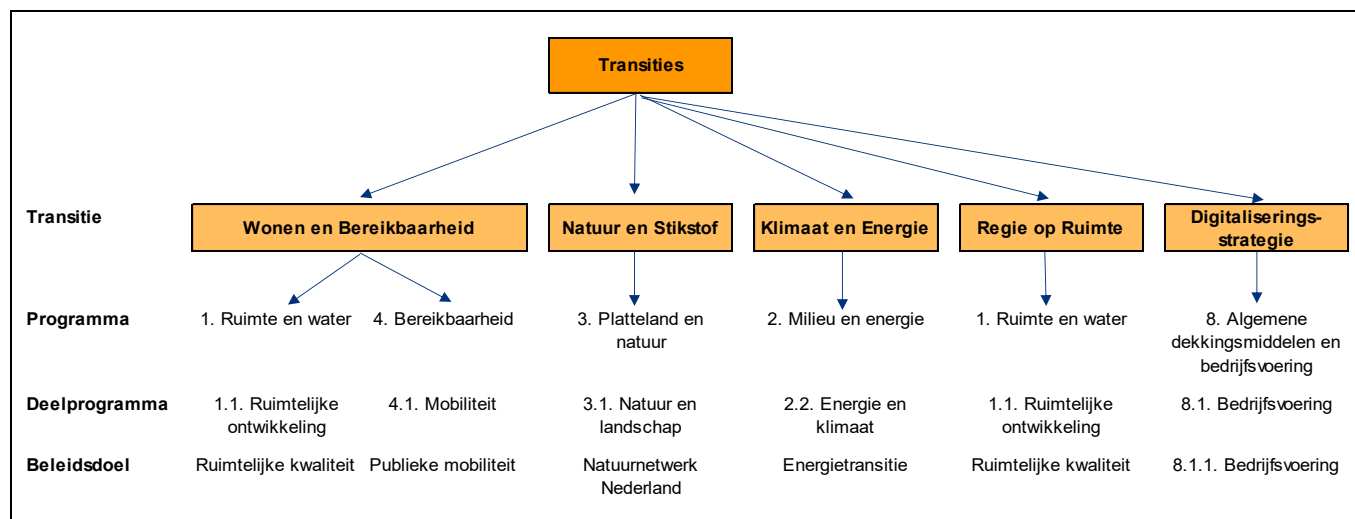 Transities
Transitie
Wonen en Bereikbaarheid
Natuur en Stikstof
Klimaat en Energie
Regie op Ruimte
Digitaliserings-
strategie
Programma
1. Ruimte en water
4. Bereikbaarheid
3. Platteland en
natuur
2. Milieu en energie
1. Ruimte en water
8. Algemene
dekkingsmiddelen en
bedrijfsvoering
Deelprogramma
1.1. Ruimtelijke
ontwikkeling
4.1. Mobiliteit
3.1. Natuur en
landschap
2.2. Energie en
klimaat
1.1. Ruimtelijke
ontwikkeling
8.1. Bedrijfsvoering
Beleidsdoel
Ruimtelijke kwaliteit
Publieke mobiliteit
Natuurnetwerk
Nederland
Energietransitie
Ruimtelijke kwaliteit
8.1.1. Bedrijfsvoering